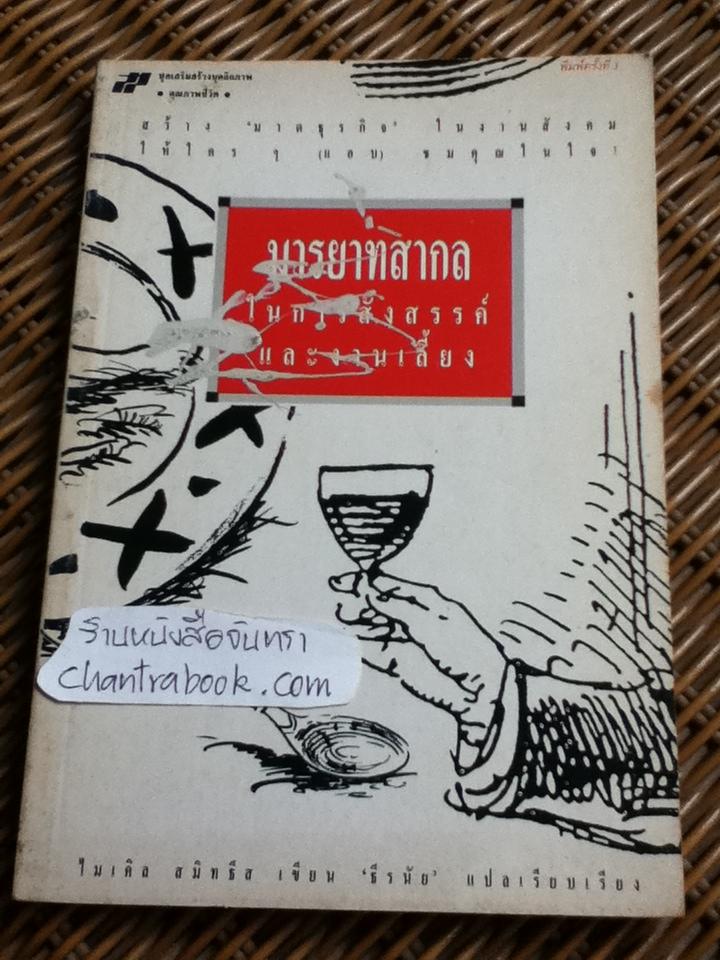 ชุดเสริมสร้างบุคลิกภาพ
• คุณภาพชีวิต •
พิมพ์ครั้งที่ 3
สร้าง 'มาดธุรกิจ' ในงานสังคม
ให้ใคร ๆ (แอบ) ชมคุณในใจ!
มารยาทสากล
ในการสังสรรค์
และงานเลี้ยง
ร้านหนังสือจันทรา
chantrabook.com
ไมเคิล สมิทธีส เขียน 'ธีรนัย' แปลเรียบเรียง